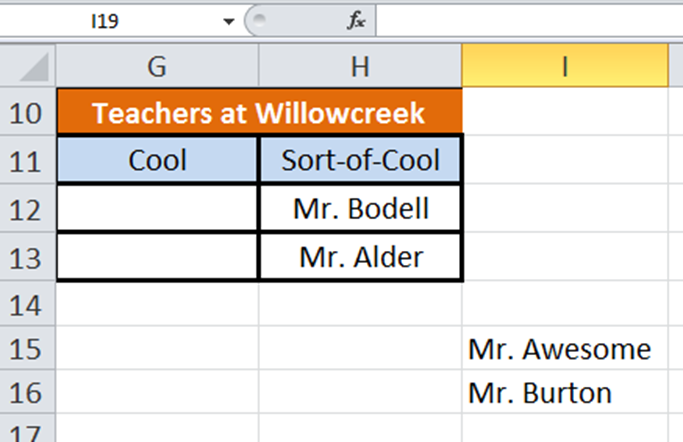 I19 fx
G H I
10 Teachers at Willowcreek
11 Cool Sort-of-Cool
12 Mr. Bodell
13 Mr. Alder
14
15 Mr. Awesome
16 Mr. Burton
17